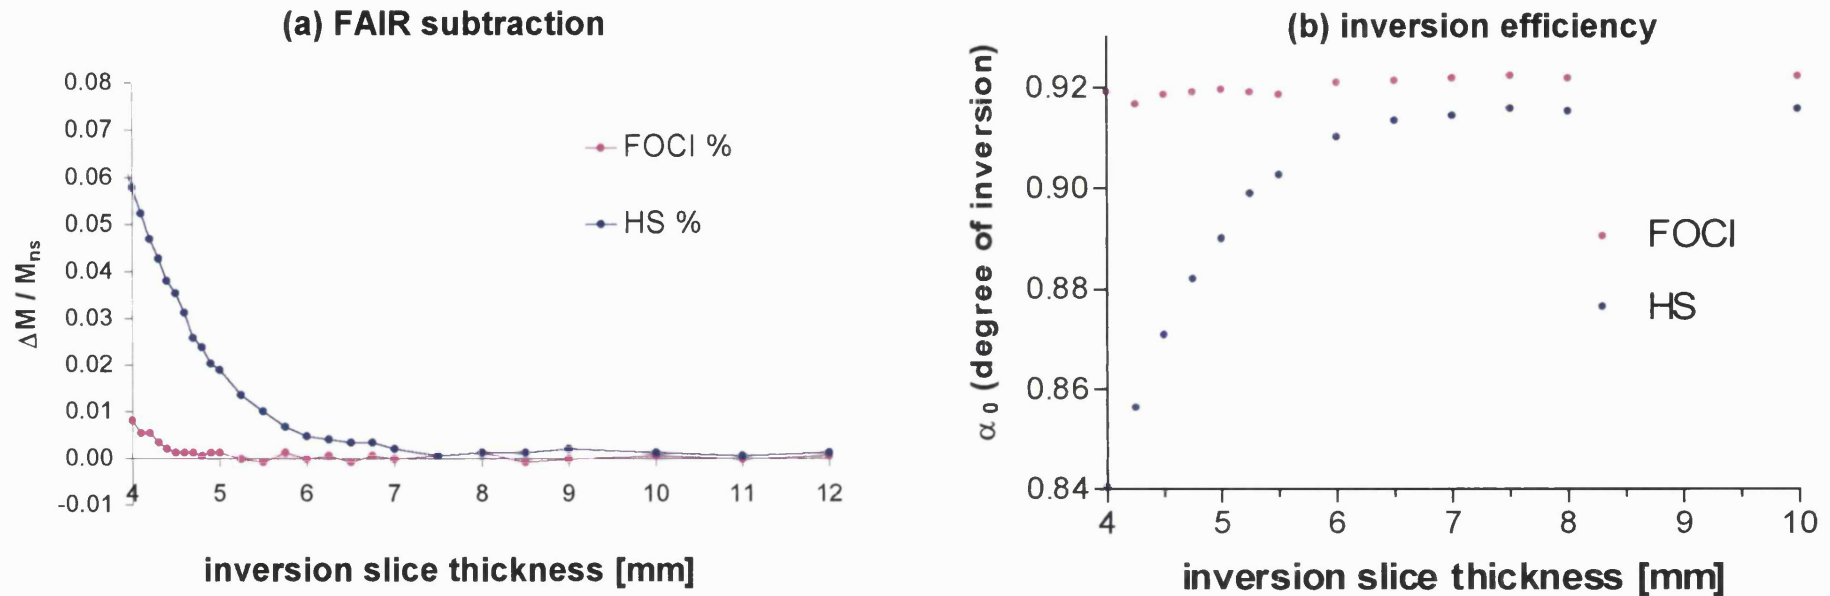 (a) FAIR subtraction
0.08
0.07
0.06
0.05
0.04
0.03
0.02
0.01
0.00
-0.01
ΔM / Mns
FOCI %
HS %
4 5 6 7 8 9 10 11 12
inversion slice thickness [mm]
(b) inversion efficiency
0.92
0.90
0.88
0.86
0.84
α0 (degree of inversion)
FOCI
HS
4 5 6 7 8 9 10
inversion slice thickness [mm]